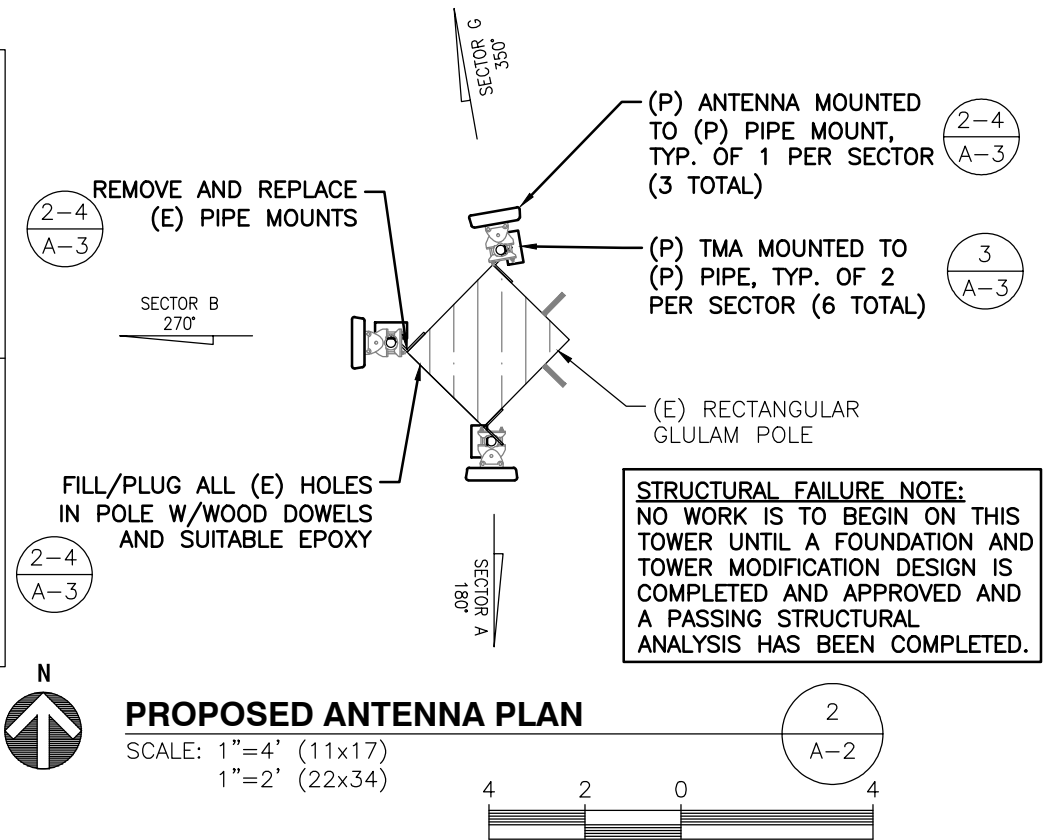 SECTOR G
350°
(P) ANTENNA MOUNTED
TO (P) PIPE MOUNT,
TYP. OF 1 PER SECTOR
(3 TOTAL)
2-4
A-3
REMOVE AND REPLACE
(E) PIPE MOUNTS
2-4
A-3
(P) TMA MOUNTED TO
(P) PIPE, TYP. OF 2
PER SECTOR (6 TOTAL)
3
A-3
SECTOR B
270°
(E) RECTANGULAR
GLULAM POLE
FILL/PLUG ALL (E) HOLES
IN POLE W/WOOD DOWELS
AND SUITABLE EPOXY
2-4
A-3
SECTOR A
180°
STRUCTURAL FAILURE NOTE:
NO WORK IS TO BEGIN ON THIS
TOWER UNTIL A FOUNDATION AND
TOWER MODIFICATION DESIGN IS
COMPLETED AND APPROVED AND
A PASSING STRUCTURAL
ANALYSIS HAS BEEN COMPLETED.
N
PROPOSED ANTENNA PLAN
2
A-2
SCALE: 1"=4' (11x17)
1"=2' (22x34)
4 2 0 4